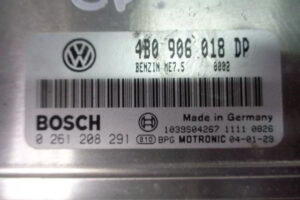 4B0 906 018 DP
BENZIN ME7.5 0002
BOSCH
Made in Germany
1039S04267 1111 0826
0 261 208 291 810 BPG MOTRONIC 04-01-29